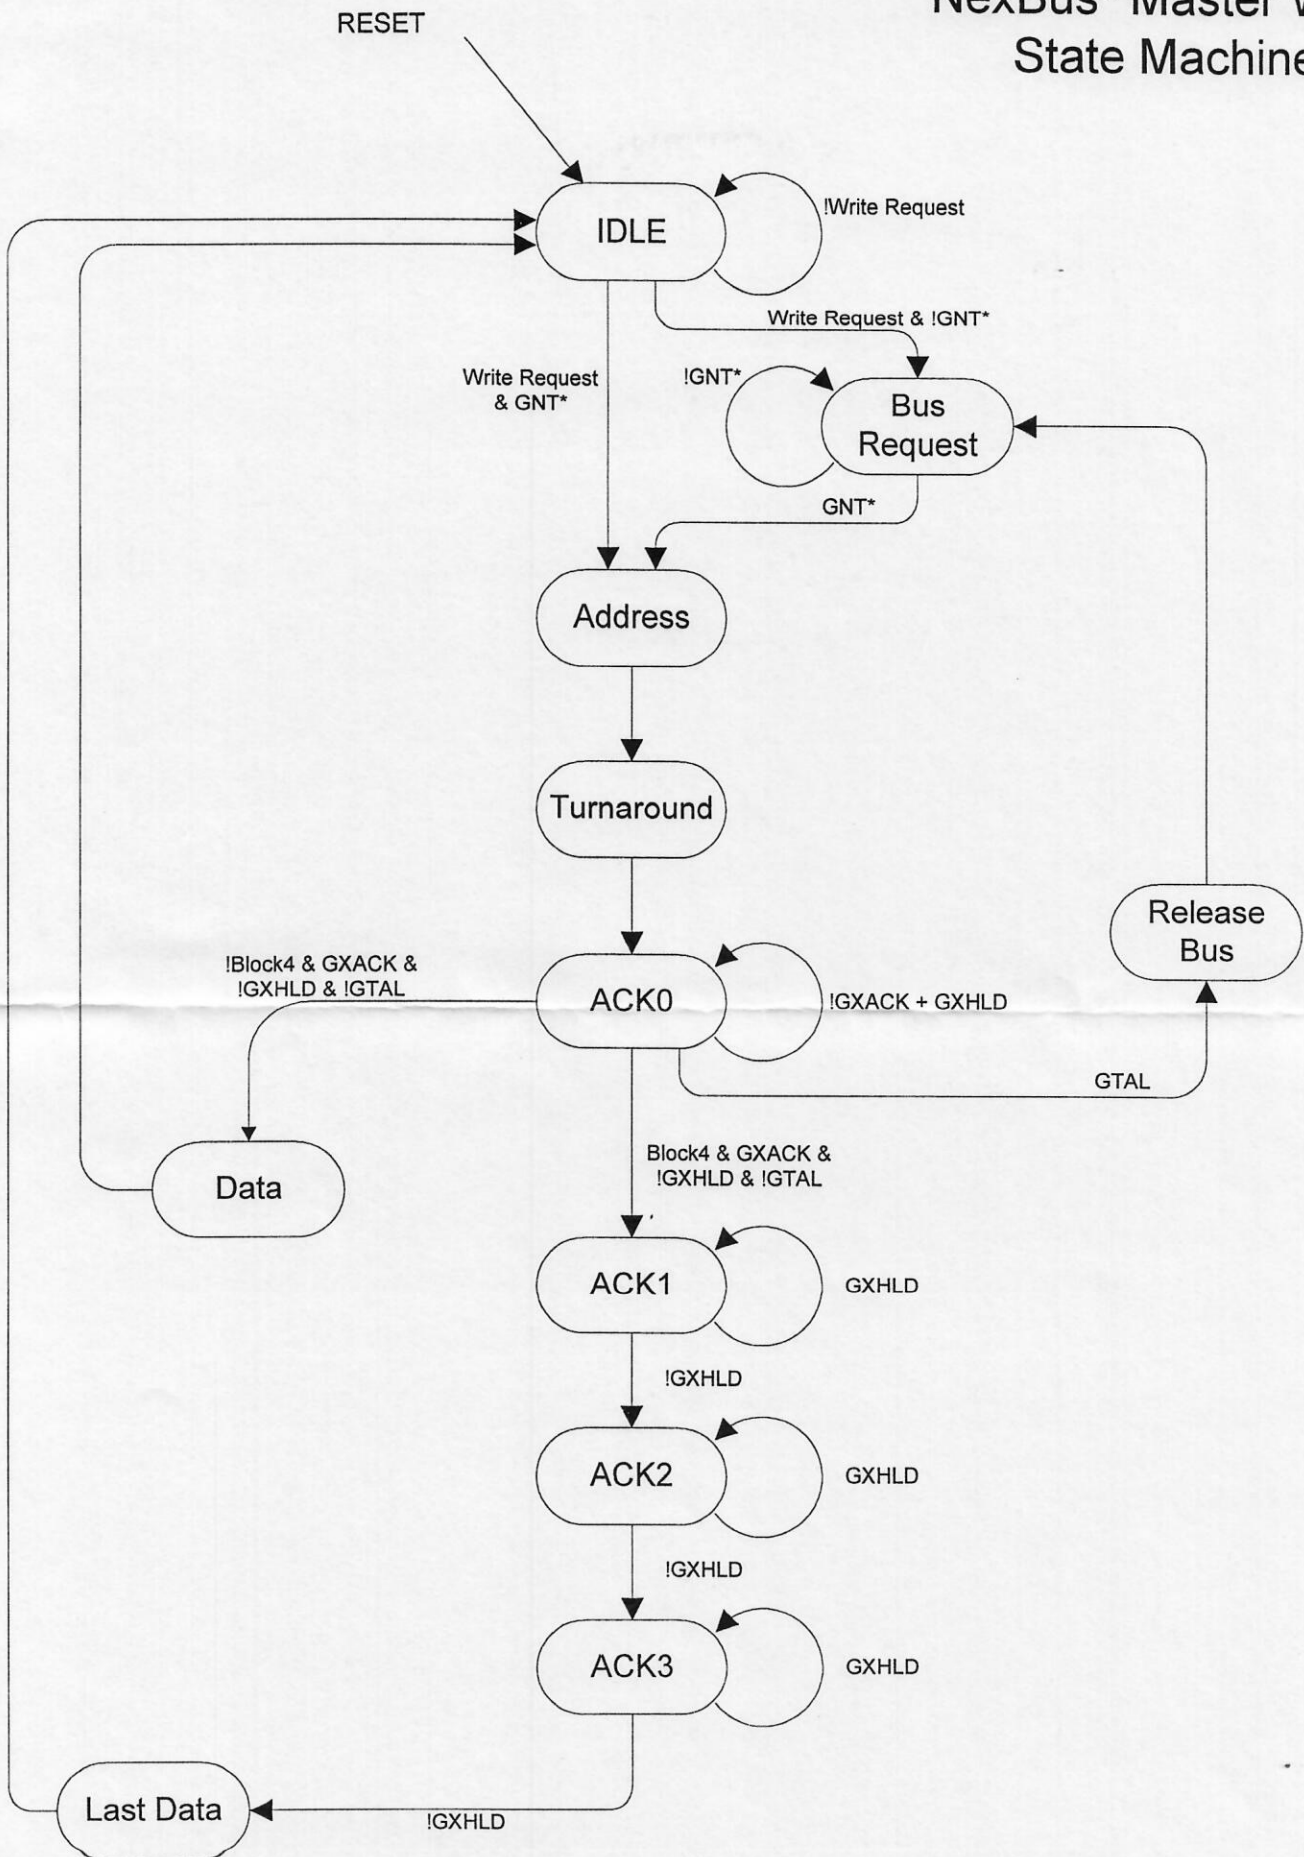 NexBus Master
State Machine
RESET
IDLE
!Write Request
Write Request & !GNT*
Write Request
& GNT*
!GNT*
Bus
Request
GNT*
Address
Turnaround
Release
Bus
!Block4 & GXACK &
!GXHLD & !GTAL
ACK0
!GXACK + GXHLD
GTAL
Block4 & GXACK &
!GXHLD & !GTAL
Data
ACK1
GXHLD
!GXHLD
ACK2
GXHLD
!GXHLD
ACK3
GXHLD
Last Data
!GXHLD